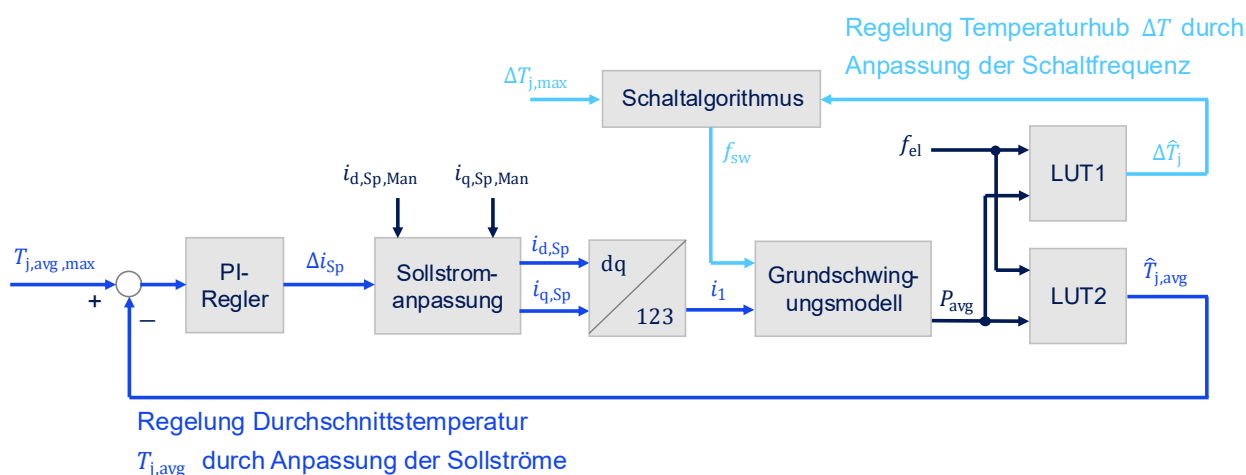 Regelung Temperaturhub ΔT durch
Anpassung der Schaltfrequenz
ΔT_j,max
Schaltalgorithmus
f_sw
f_el
LUT1
ΔT̂_j
i_d,Sp,Man
i_q,Sp,Man
T_j,avg,max
+
−
PI-
Regler
Δi_Sp
Sollstrom-
anpassung
i_d,Sp
i_q,Sp
dq
123
i_1
Grundschwing-
ungsmodell
P_avg
LUT2
T̂_j,avg
Regelung Durchschnittstemperatur
T_j,avg durch Anpassung der Sollströme